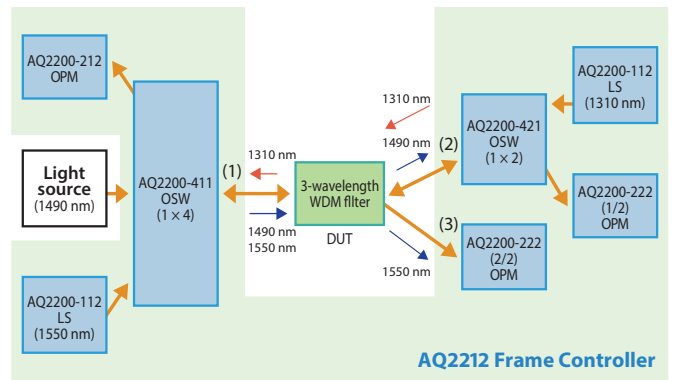 AQ2200-212
OPM
Light
source
(1490 nm)
AQ2200-112
LS
(1550 nm)
AQ2200-411
OSW
(1 × 4)
(1)
1310 nm
1490 nm
1550 nm
3-wavelength
WDM filter
DUT
1310 nm
1490 nm
(2)
(3)
1550 nm
AQ2200-421
OSW
(1 × 2)
AQ2200-112
LS
(1310 nm)
AQ2200-222
(1/2)
OPM
AQ2200-222
(2/2)
OPM
AQ2212 Frame Controller